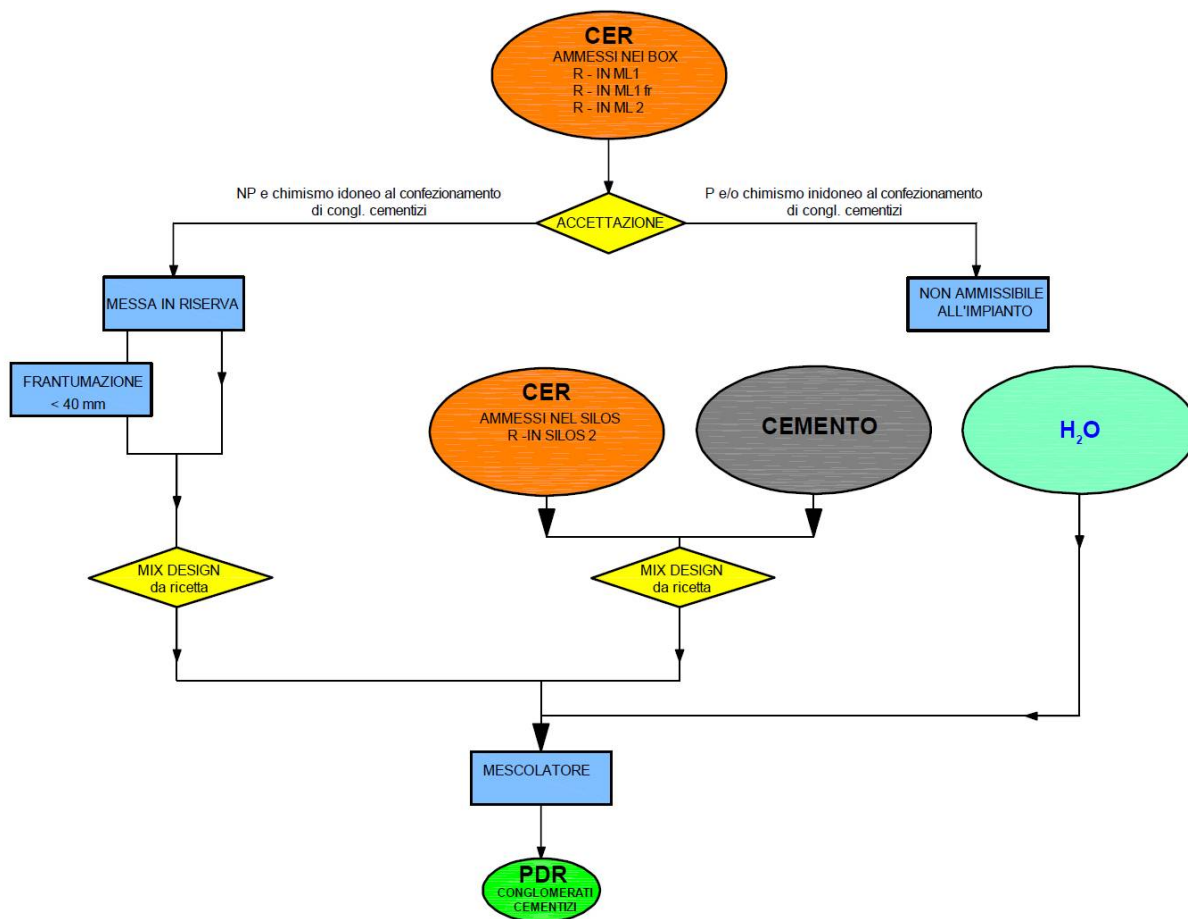 CER
AMMESSI NEI BOX
R - IN ML1
R - IN ML1 fr
R - IN ML 2
NP e chimismo idoneo al confezionamento
di congl. cementizi
P e/o chimismo inidoneo al confezionamento
di congl. cementizi
ACCETTAZIONE
MESSA IN RISERVA
NON AMMISSIBILE
ALL'IMPIANTO
FRANTUMAZIONE
< 40 mm
CER
AMMESSI NEL SILOS
R -IN SILOS 2
CEMENTO
H₂O
MIX DESIGN
da ricetta
MIX DESIGN
da ricetta
MESCOLATORE
PDR
CONGLOMERATI
CEMENTIZI